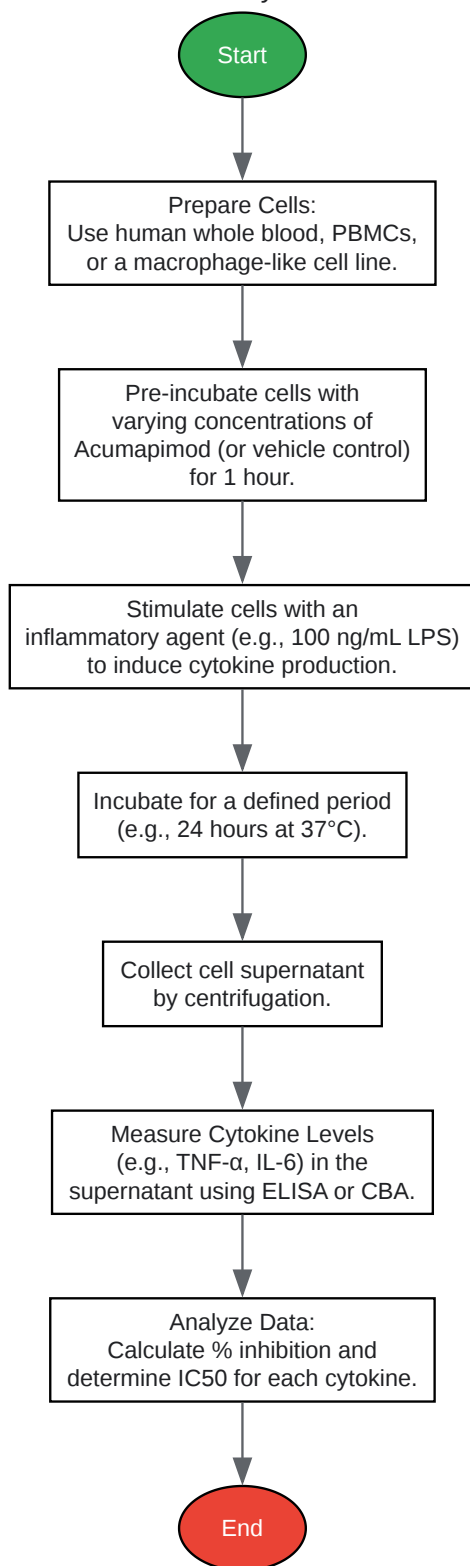 Start
Prepare Cells:
Use human whole blood, PBMCs,
or a macrophage-like cell line.
Pre-incubate cells with
varying concentrations of
Acumapimod (or vehicle control)
for 1 hour.
Stimulate cells with an
inflammatory agent (e.g., 100 ng/mL LPS)
to induce cytokine production.
Incubate for a defined period
(e.g., 24 hours at 37°C).
Collect cell supernatant
by centrifugation.
Measure Cytokine Levels
(e.g., TNF-α, IL-6) in the
supernatant using ELISA or CBA.
Analyze Data:
Calculate % inhibition and
determine IC50 for each cytokine.
End